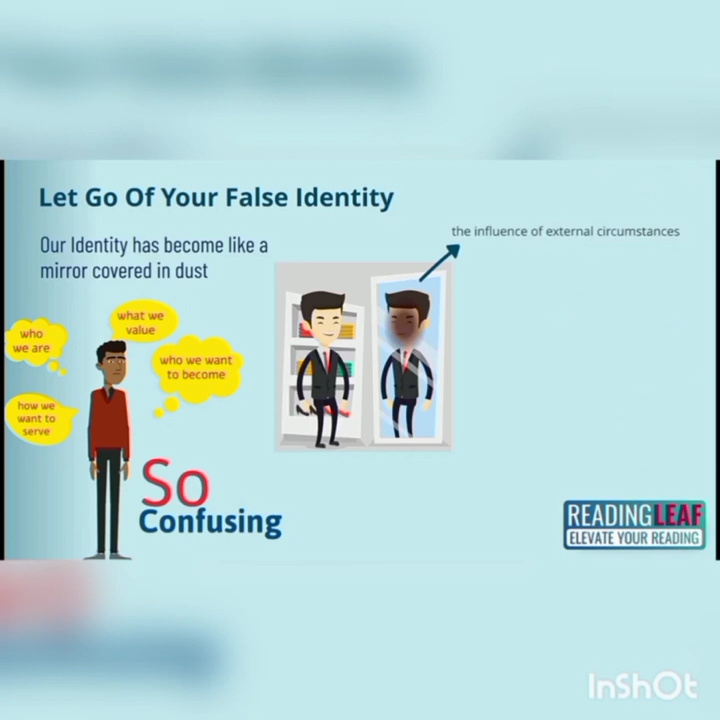 Let Go Of Your False Identity
Our Identity has become like a
mirror covered in dust
the influence of external circumstances
who
we are
what we
value
who we want
to become
how we
want to
serve
So
Confusing
READINGLEAF
ELEVATE YOUR READING
InShOt